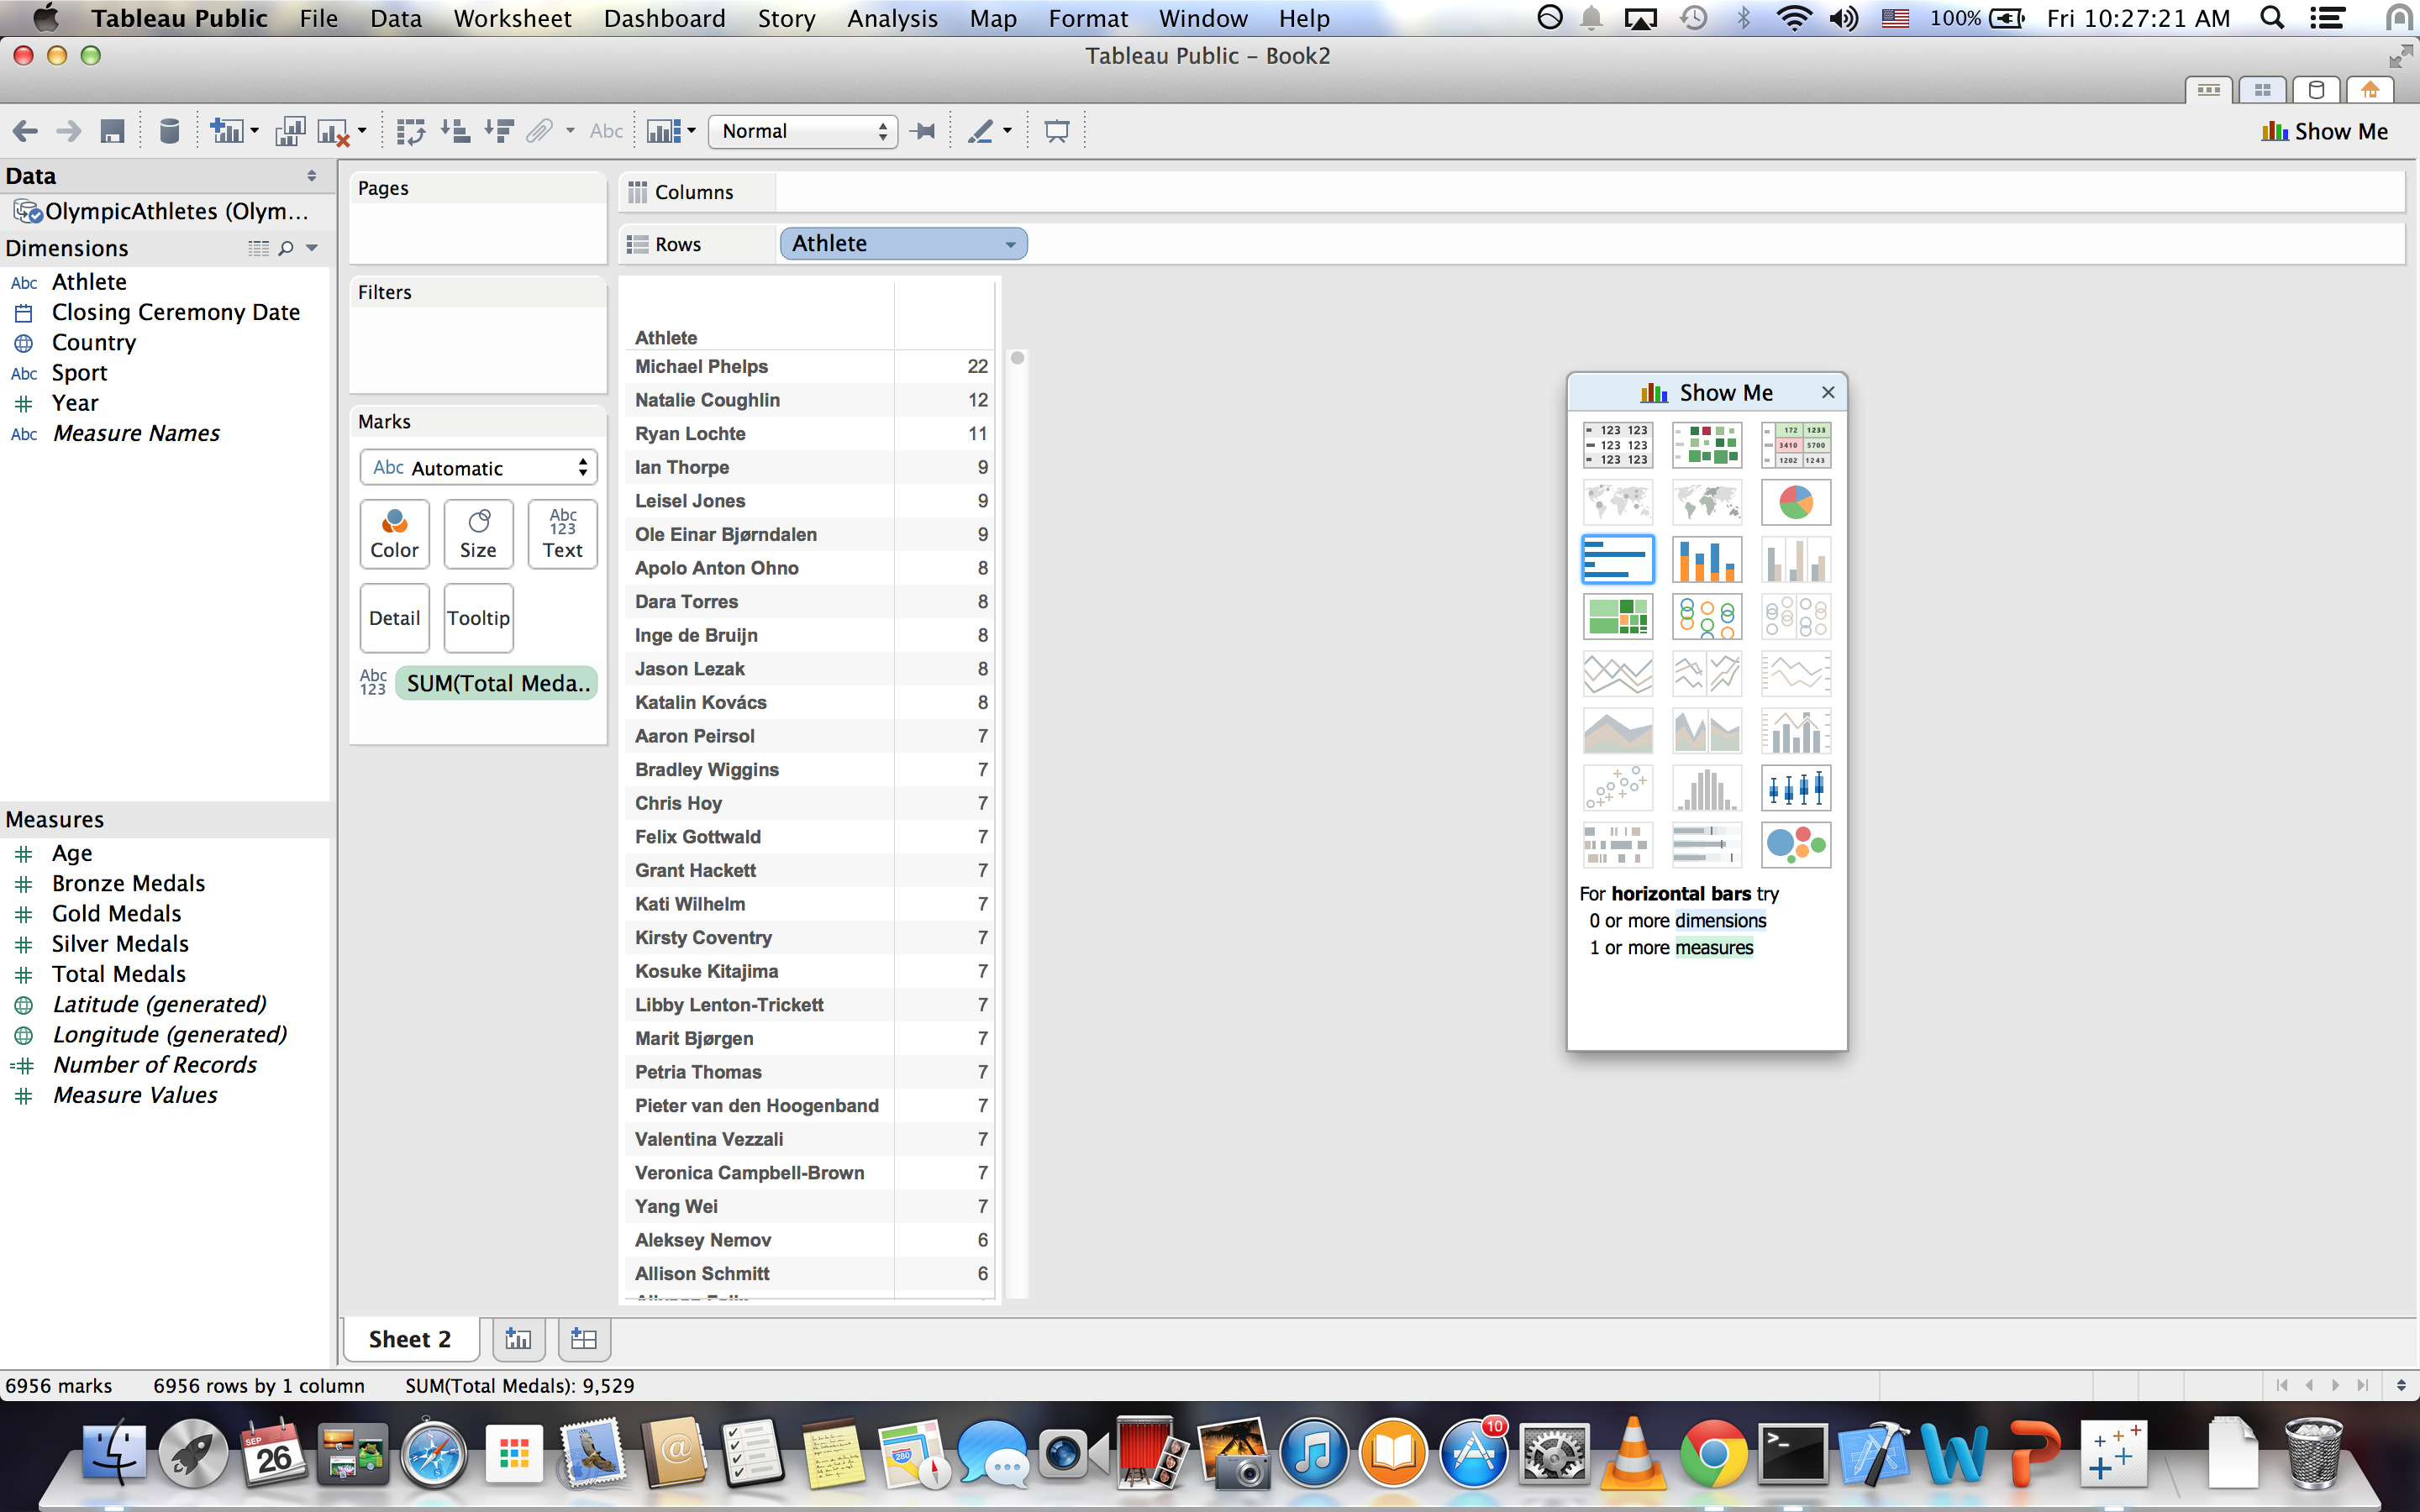 Tableau Public File Data Worksheet Dashboard Story Analysis Map Format Window Help 100% Fri 10:27:21 AM
Tableau Public – Book2
Abc Normal Show Me
Data
OlympicAthletes (Olym...
Dimensions
Abc Athlete
Closing Ceremony Date
Country
Abc Sport
Year
Abc Measure Names
Measures
Age
Bronze Medals
Gold Medals
Silver Medals
Total Medals
Latitude (generated)
Longitude (generated)
Number of Records
Measure Values
Pages
Filters
Marks
Abc Automatic
Color
Size
Abc
123
Text
Detail
Tooltip
Abc
123
SUM(Total Meda..
Columns
Rows Athlete
Athlete
Michael Phelps 22
Natalie Coughlin 12
Ryan Lochte 11
Ian Thorpe 9
Leisel Jones 9
Ole Einar Bjørndalen 9
Apolo Anton Ohno 8
Dara Torres 8
Inge de Bruijn 8
Jason Lezak 8
Katalin Kovács 8
Aaron Peirsol 7
Bradley Wiggins 7
Chris Hoy 7
Felix Gottwald 7
Grant Hackett 7
Kati Wilhelm 7
Kirsty Coventry 7
Kosuke Kitajima 7
Libby Lenton-Trickett 7
Marit Bjørgen 7
Petria Thomas 7
Pieter van den Hoogenband 7
Valentina Vezzali 7
Veronica Campbell-Brown 7
Yang Wei 7
Aleksey Nemov 6
Allison Schmitt 6
Show Me
123 123
123 123
123 123
172 1233
3410 5700
1202 1243
For horizontal bars try
0 or more dimensions
1 or more measures
Sheet 2
6956 marks 6956 rows by 1 column SUM(Total Medals): 9,529
SEP
26
@
280
10
>_
W
P